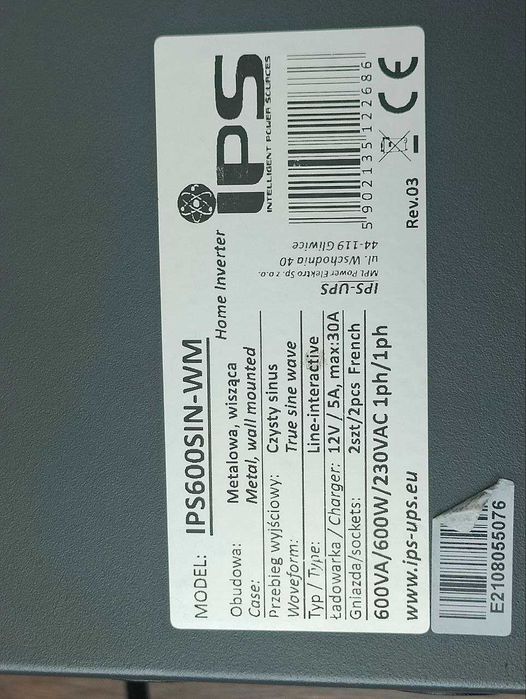 MODEL: IPS600SIN-WM
Home Inverter
Obudowa: Metalowa, wisząca
Case: Metal, wall mounted
Przebieg wyjściowy: Czysty sinus
Waveform: True sine wave
Typ / Type: Line-interactive
Ładowarka / Charger: 12V / 5A, max:30A
Gniazda/sockets: 2szt/2pcs French
600VA/600W/230VAC 1ph/1ph
www.ips-ups.eu
iPS
INTELLIGENT POWER SOURCES
5902135122686
IPS-UPS
MPL Power Elektro Sp. z o.o.
ul. Wschodnia 40
44-119 Gliwice
Rev.03
CE
E2108055076